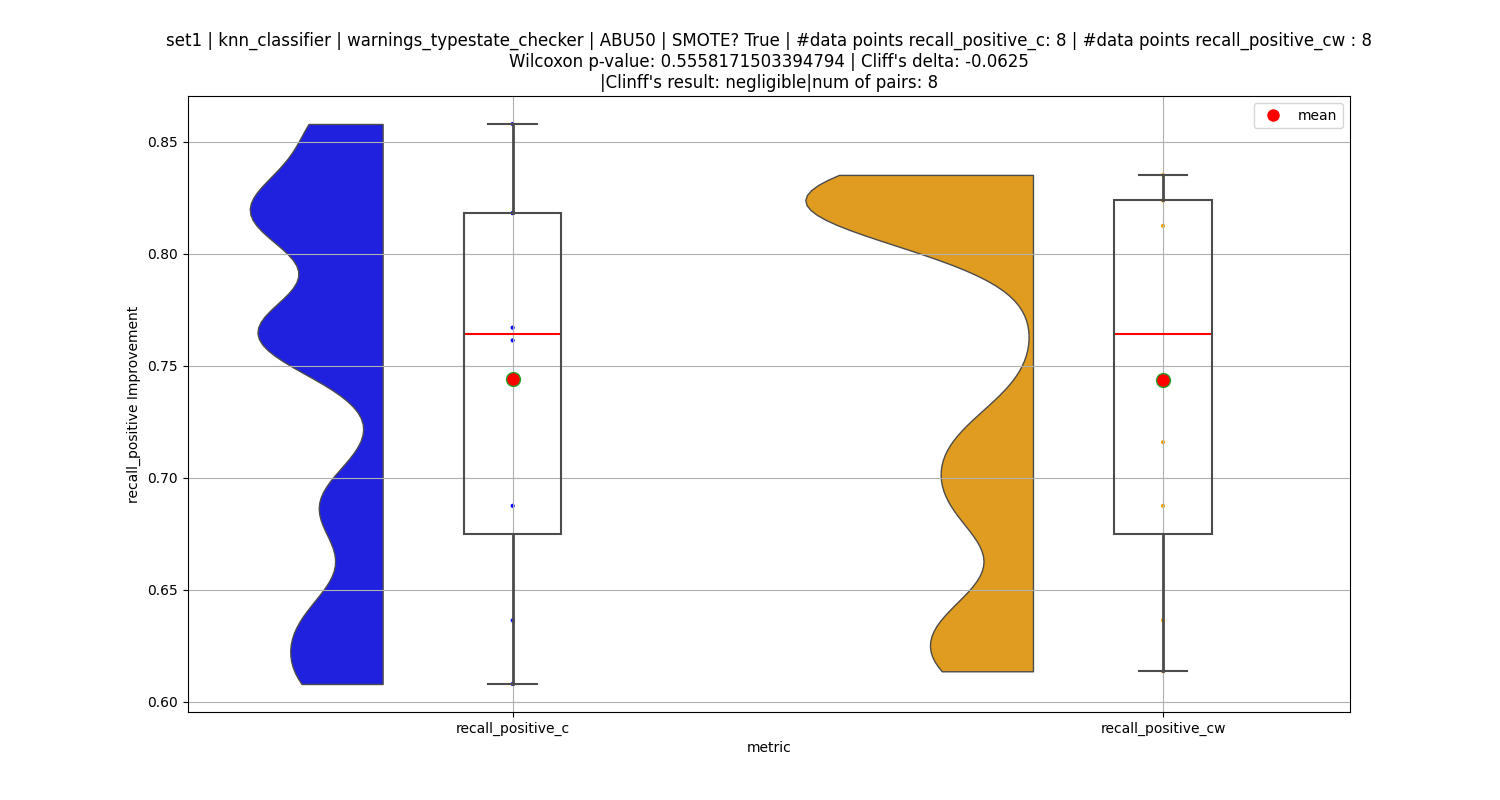 set1 | knn_classifier | warnings_typestate_checker | ABU50 | SMOTE? True | #data points recall_positive_c: 8 | #data points recall_positive_cw : 8
Wilcoxon p-value: 0.5558171503394794 | Cliff's delta: -0.0625
|Clinff's result: negligible|num of pairs: 8
mean
0.85
0.80
0.75
0.70
0.65
0.60
recall_positive Improvement
recall_positive_c
recall_positive_cw
metric